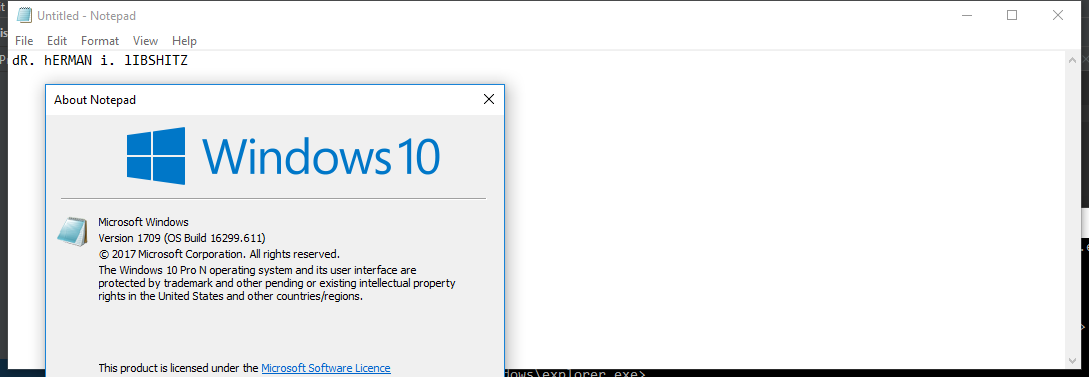 Untitled - Notepad
File Edit Format View Help
dR. hERMAN i. lIBSHITZ
About Notepad
Windows 10
Microsoft Windows
Version 1709 (OS Build 16299.611)
© 2017 Microsoft Corporation. All rights reserved.
The Windows 10 Pro N operating system and its user interface are
protected by trademark and other pending or existing intellectual property
rights in the United States and other countries/regions.
This product is licensed under the Microsoft Software Licence
dows\explorer.exe>